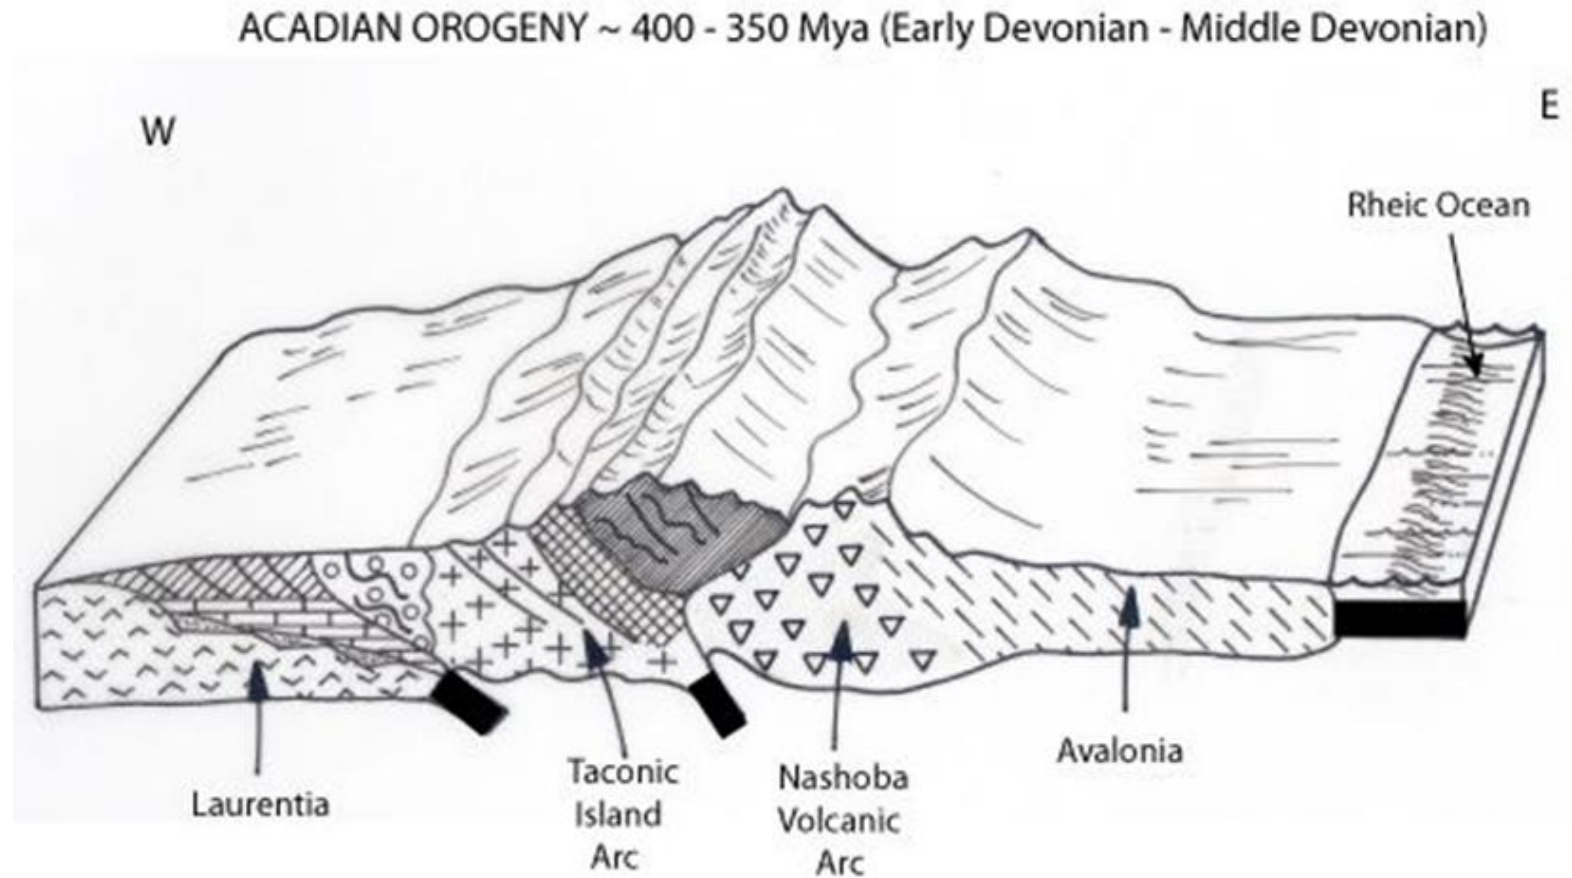 ACADIAN OROGENY ~ 400 - 350 Mya (Early Devonian - Middle Devonian)
W
E
Rheic Ocean
Laurentia
Taconic
Island
Arc
Nashoba
Volcanic
Arc
Avalonia